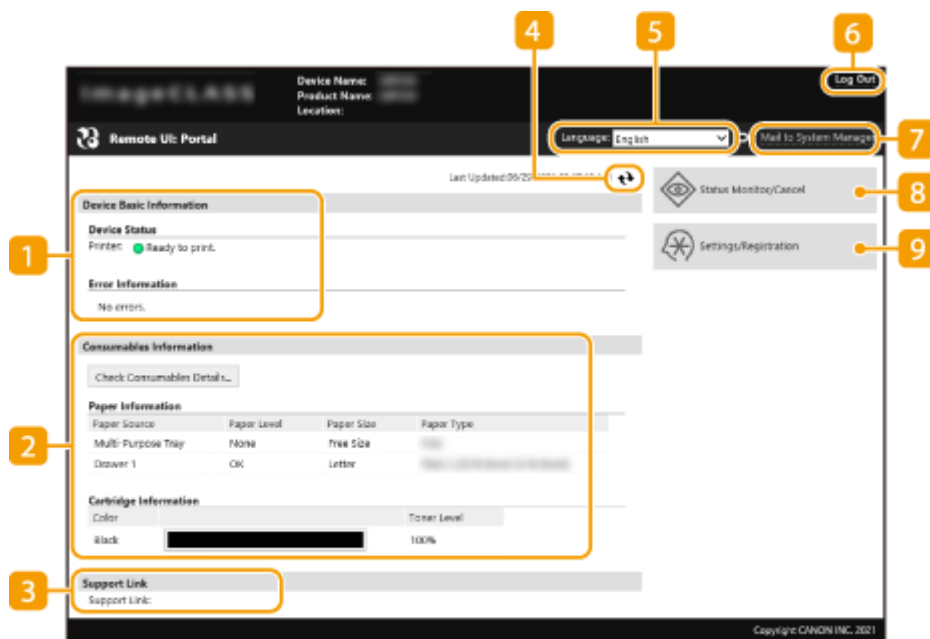 4
5
6
imageCLASS
Device Name:
Product Name:
Location:
Log Out
Remote UI: Portal
Language: English
Mail to System Manager
7
Last Updated:
Status Monitor/Cancel
8
Device Basic Information
Device Status
1
Printer: Ready to print.
Settings/Registration
9
Error Information
No errors.
Consumables Information
Check Consumables Details...
Paper Information
Paper Source Paper Level Paper Size Paper Type
2
Multi-Purpose Tray None Free Size
Drawer 1 OK Letter
Cartridge Information
Color Toner Level
Black 100%
3
Support Link
Support Link:
Copyright CANON INC. 2021